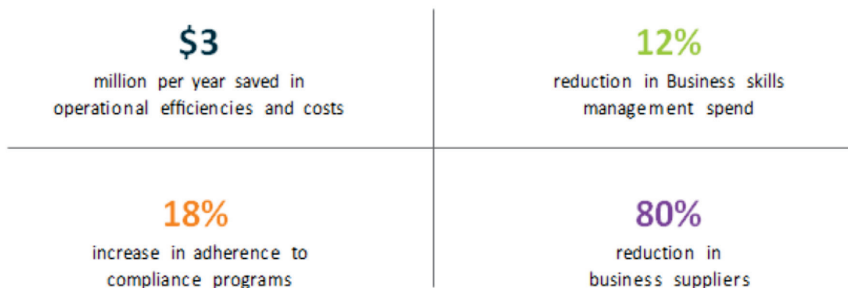 $3
million per year saved in
operational efficiencies and costs
12%
reduction in Business skills
management spend
18%
increase in adherence to
compliance programs
80%
reduction in
business suppliers